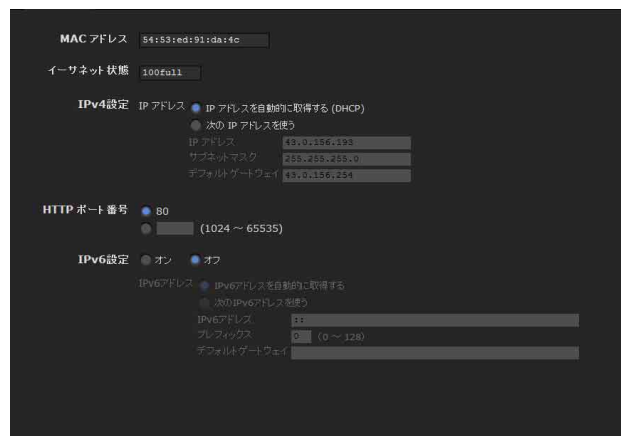 MAC アドレス 54:53:ed:91:da:4c
イーサネット状態 100full
IPv4設定 IP アドレス IP アドレスを自動的に取得する (DHCP)
次の IP アドレスを使う
IP アドレス 43.0.156.193
サブネットマスク 255.255.255.0
デフォルトゲートウェイ 43.0.156.254
HTTP ポート番号 80
(1024 ～ 65535)
IPv6設定 オン オフ
IPv6アドレス IPv6アドレスを自動的に取得する
次のIPv6アドレスを使う
IPv6アドレス ::
プレフィックス 0 (0 ～ 128)
デフォルトゲートウェイ